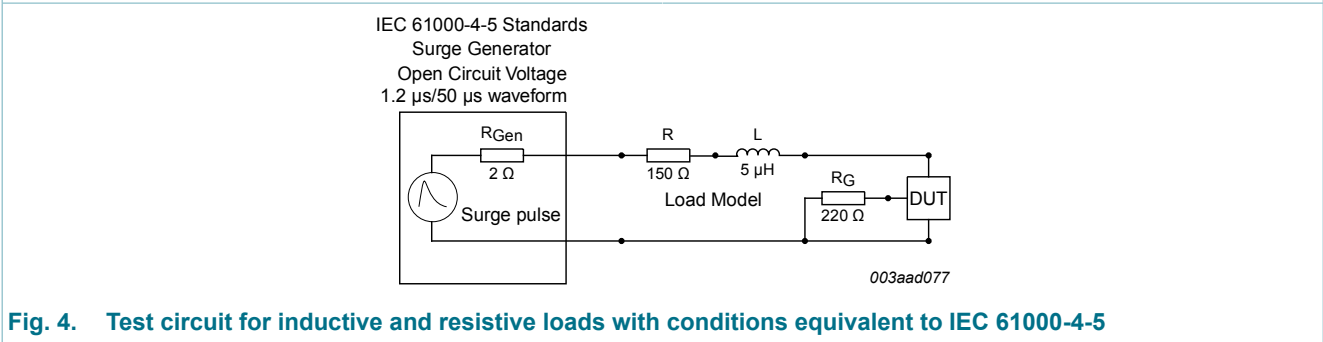 IEC 61000-4-5 Standards
Surge Generator
Open Circuit Voltage
1.2 µs/50 µs waveform
RGen
2 Ω
Surge pulse
R
150 Ω
L
5 µH
Load Model
RG
220 Ω
DUT
003aad077
Fig. 4. Test circuit for inductive and resistive loads with conditions equivalent to IEC 61000-4-5